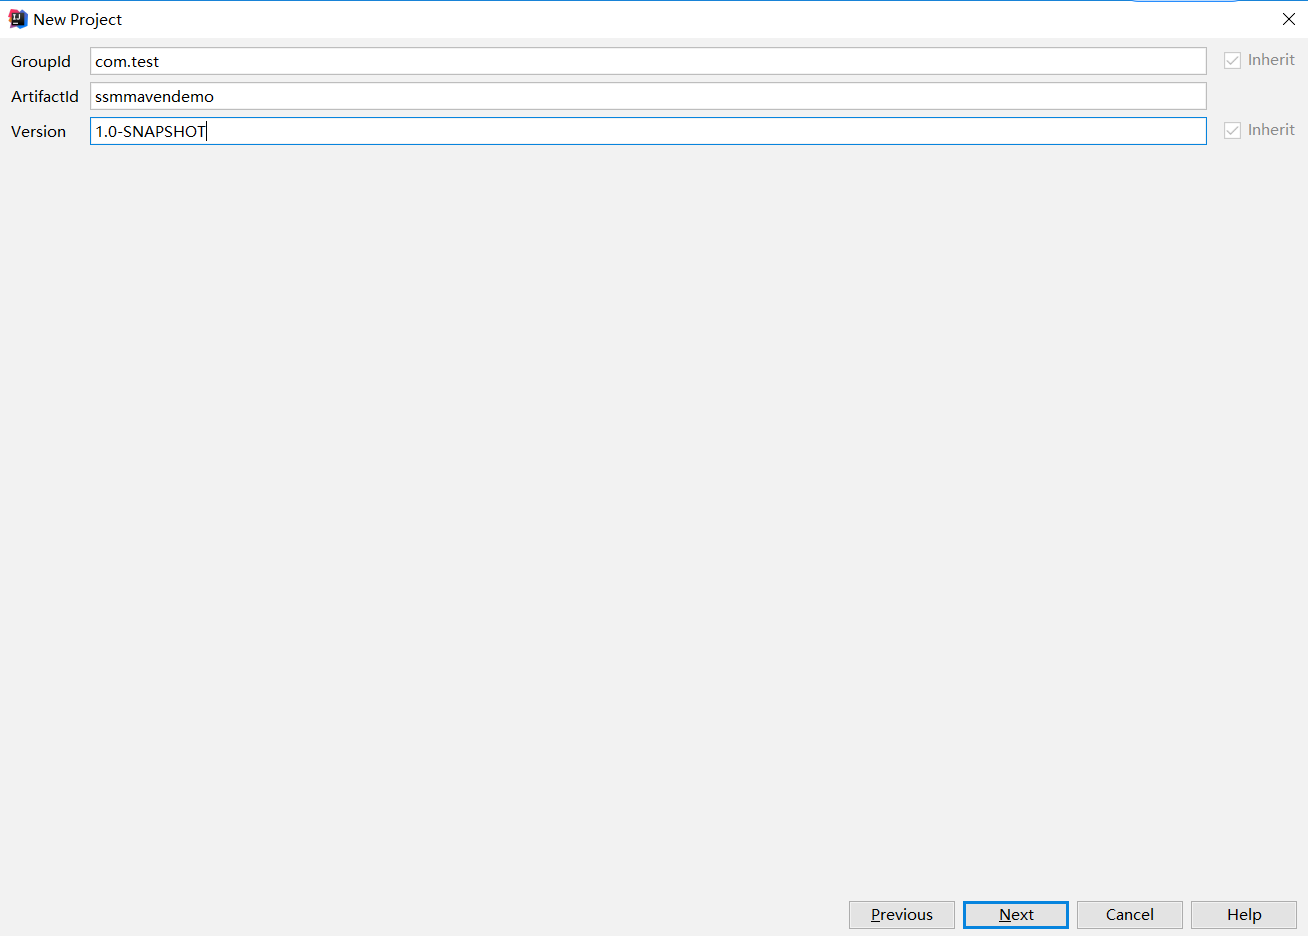 New Project
GroupId com.test Inherit
ArtifactId ssmmavendemo
Version 1.0-SNAPSHOT Inherit
Previous Next Cancel Help